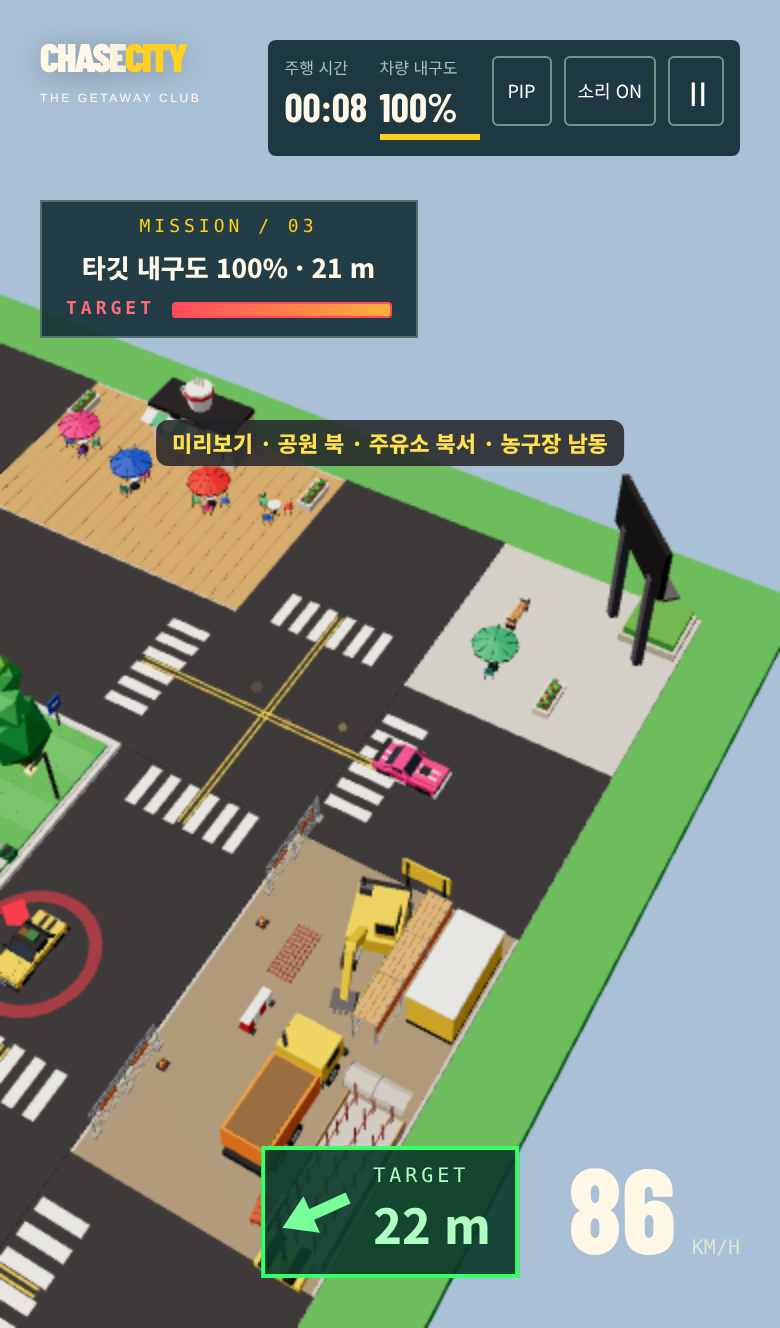 CHASECITY
THE GETAWAY CLUB
주행 시간
00:08
차량 내구도
100%
PIP
소리 ON
MISSION / 03
타깃 내구도 100% · 21 m
TARGET
미리보기 · 공원 북 · 주유소 북서 · 농구장 남동
TARGET
22 m
86 KM/H